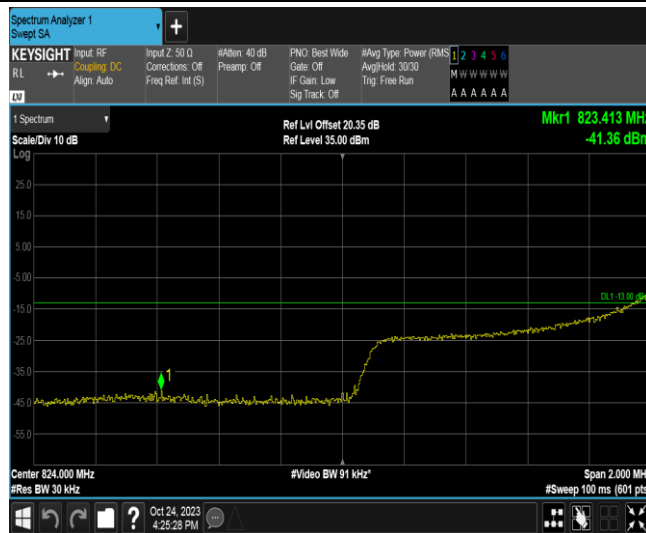 Spectrum Analyzer 1
Swept SA
+
KEYSIGHT Input: RF Input Z: 50 Ω #Atten: 40 dB PNO: Best Wide #Avg Type: Power (RMS 1 2 3 4 5 6
RL Coupling: DC Corrections: Off Preamp: Off Gate: Off Avg|Hold: 30/30 M W W W W W
Align: Auto Freq Ref: Int (S) IF Gain: Low Trig: Free Run
Sig Track: Off A A A A A A
LXI
1 Spectrum Ref Lvl Offset 20.35 dB Mkr1 823.413 MHz
Scale/Div 10 dB Ref Level 35.00 dBm -41.36 dBm
Log
25.0
15.0
5.00
-5.00
DL1 -13.00 dBm
-15.0
-25.0
-35.0
1
-45.0
-55.0
Center 824.000 MHz #Video BW 91 kHz* Span 2.000 MH
#Res BW 30 kHz #Sweep 100 ms (601 pts
? Oct 24, 2023
4:25:28 PM